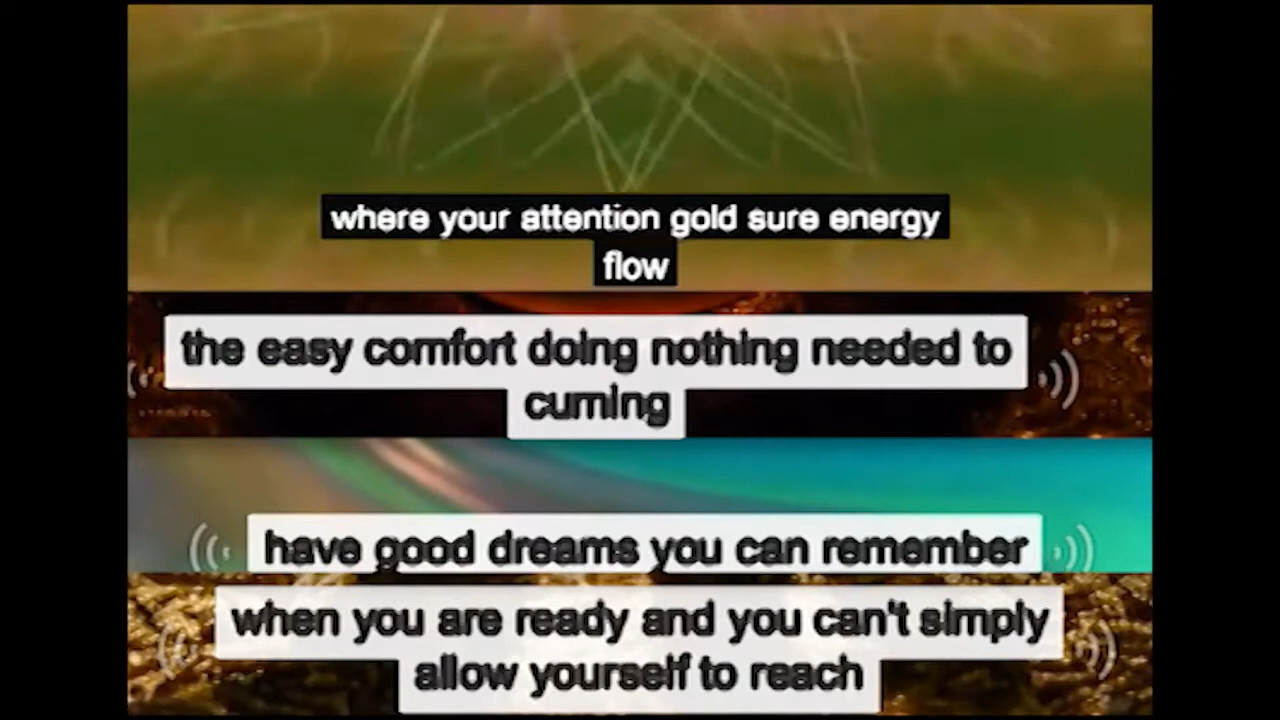 where your attention gold sure energy
flow
the easy comfort doing nothing needed to
cuming
have good dreams you can remember
when you are ready and you can't simply
allow yourself to reach